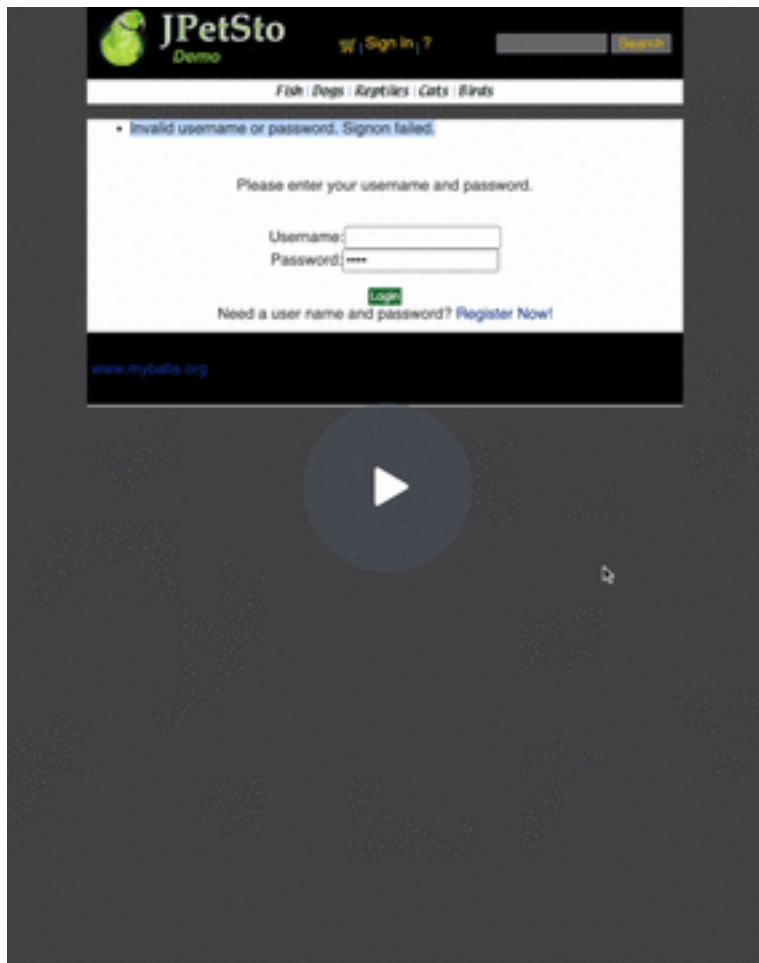 JPetSto
Demo
| Sign In | ?
Search
Fish | Dogs | Reptiles | Cats | Birds
• Invalid username or password. Signon failed.
Please enter your username and password.
Username:
Password: ••••
Login
Need a user name and password? Register Now!
www.mybatis.org